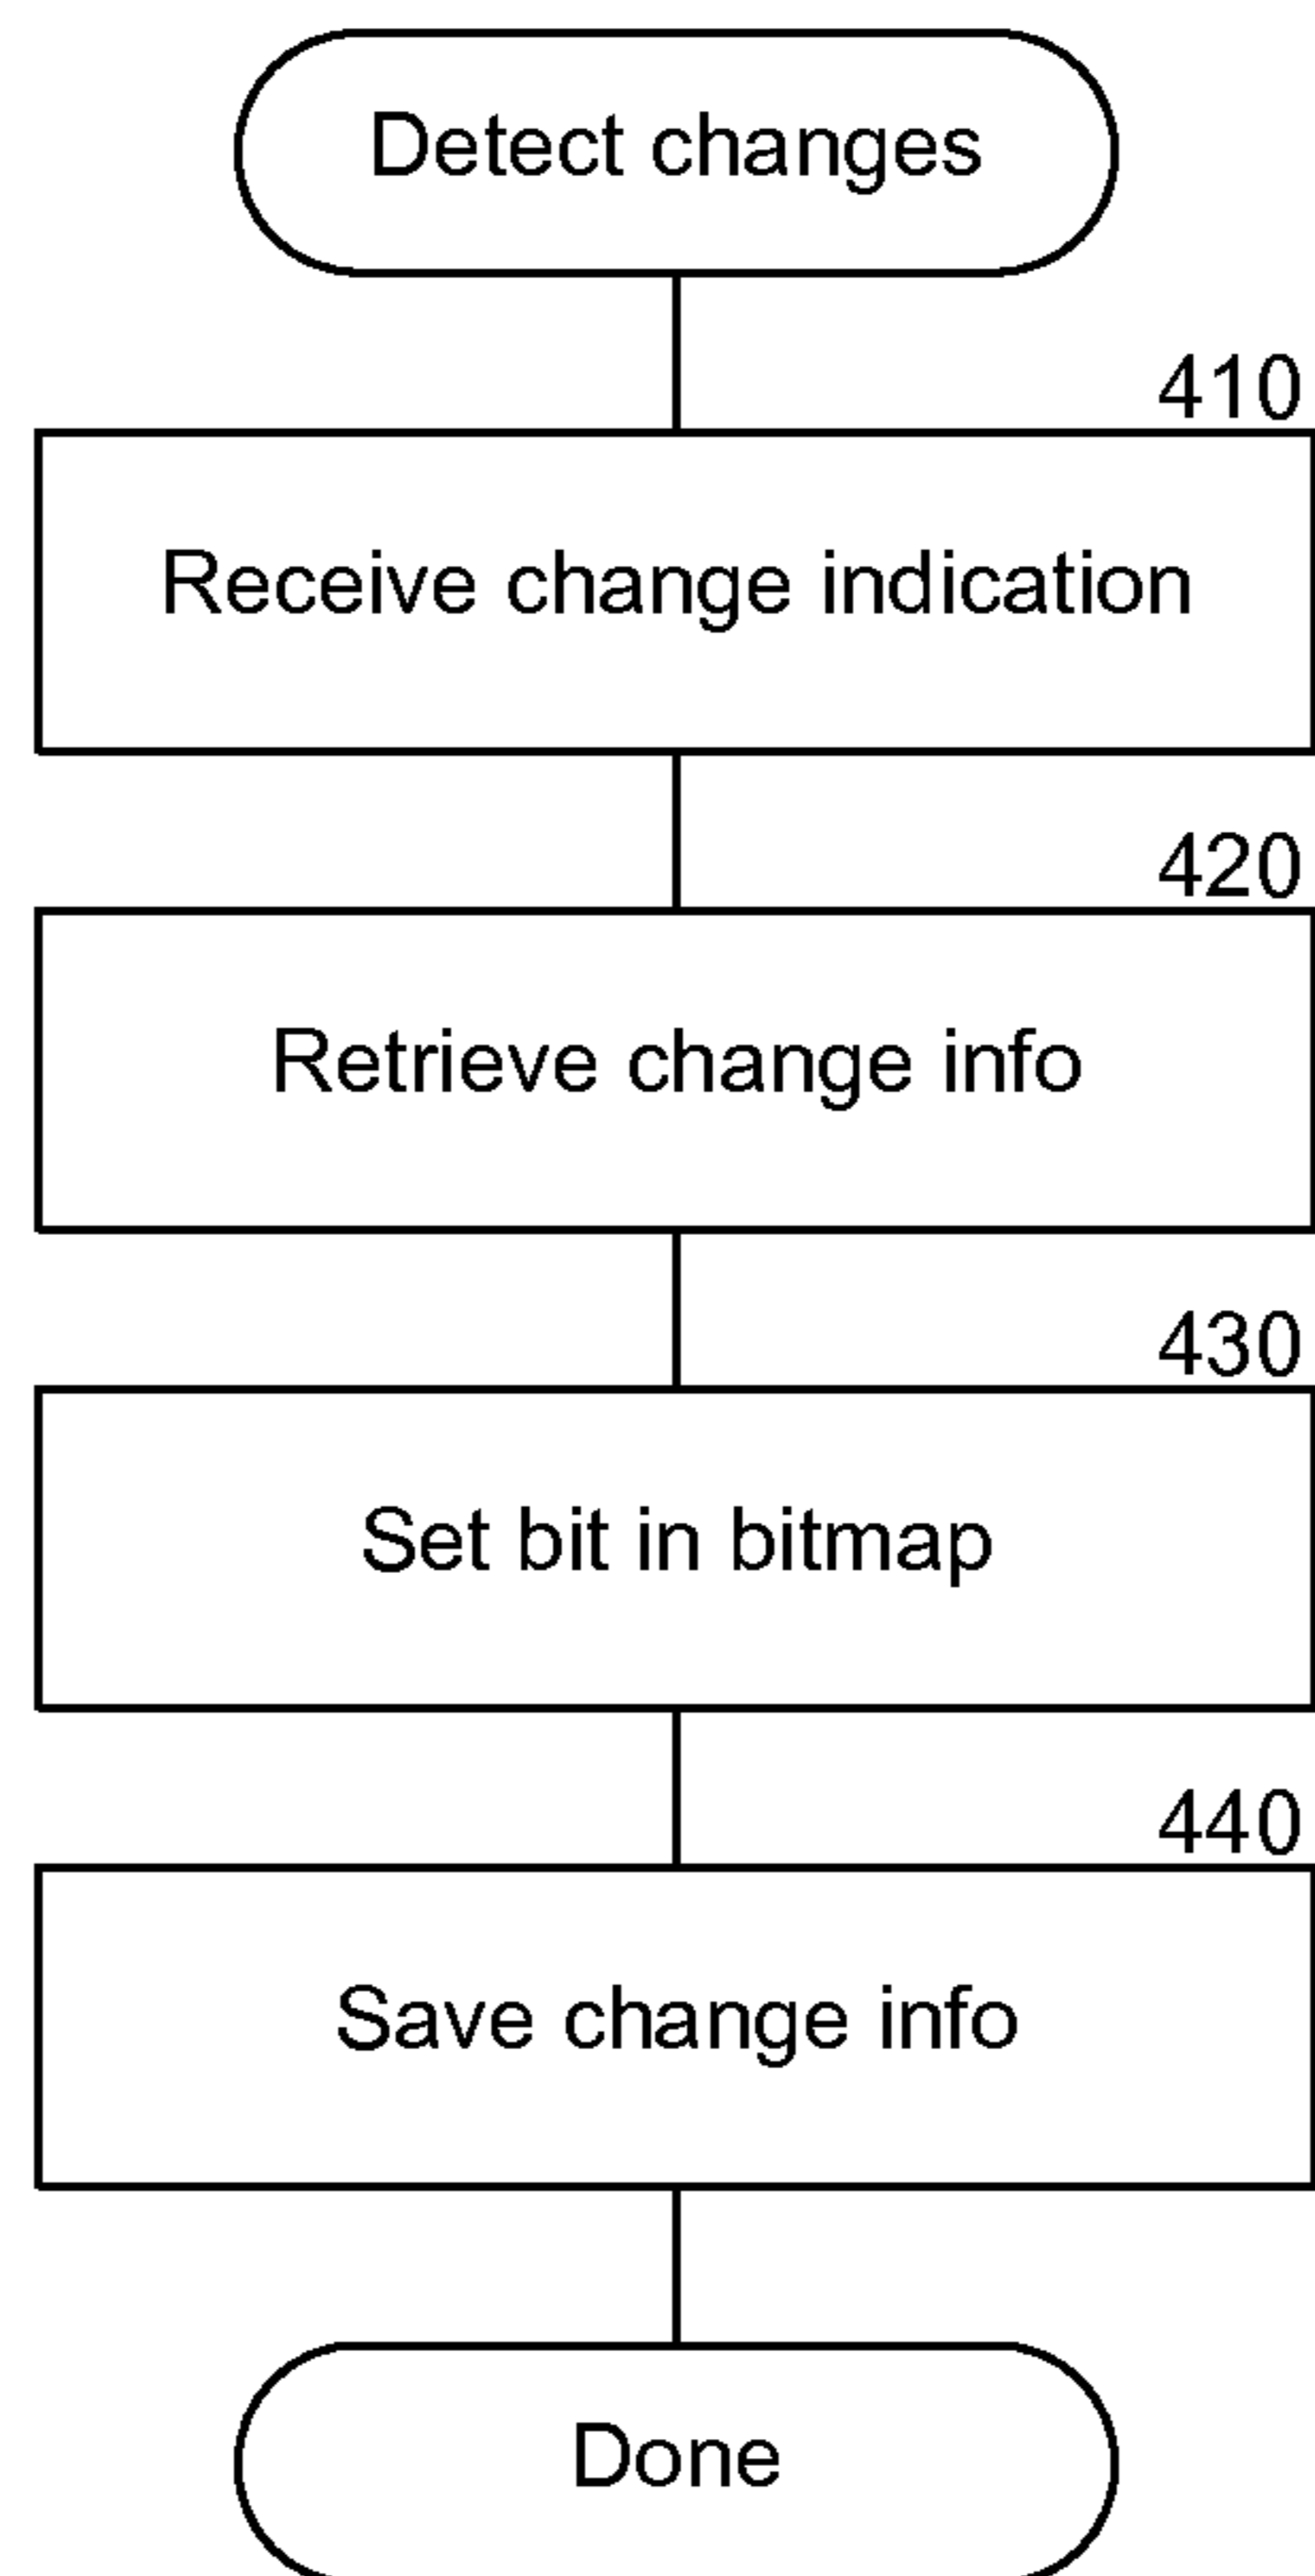 Detect changes
410
Receive change indication
420
Retrieve change info
430
Set bit in bitmap
440
Save change info
Done